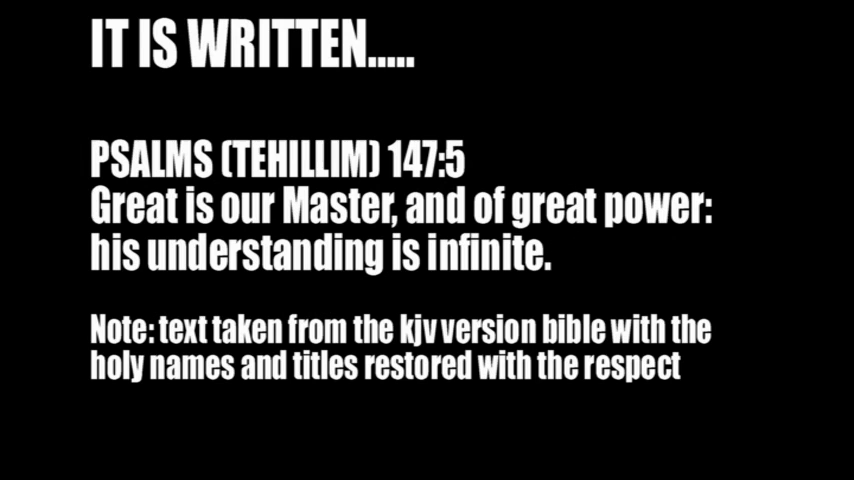 IT IS WRITTEN.....
PSALMS (TEHILLIM) 147:5
Great is our Master, and of great power:
his understanding is infinite.
Note: text taken from the kjv version bible with the
holy names and titles restored with the respect